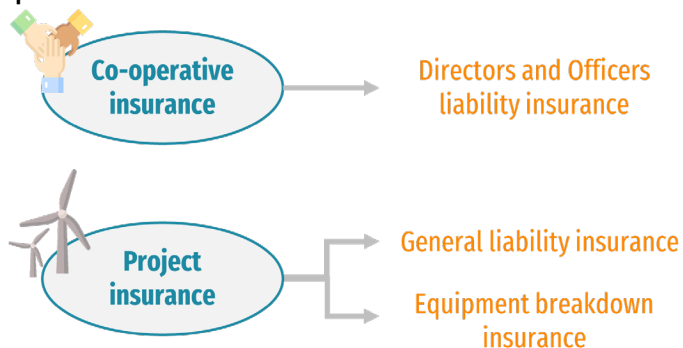 Co-operative
insurance
Directors and Officers
liability insurance
Project
insurance
General liability insurance
Equipment breakdown
insurance